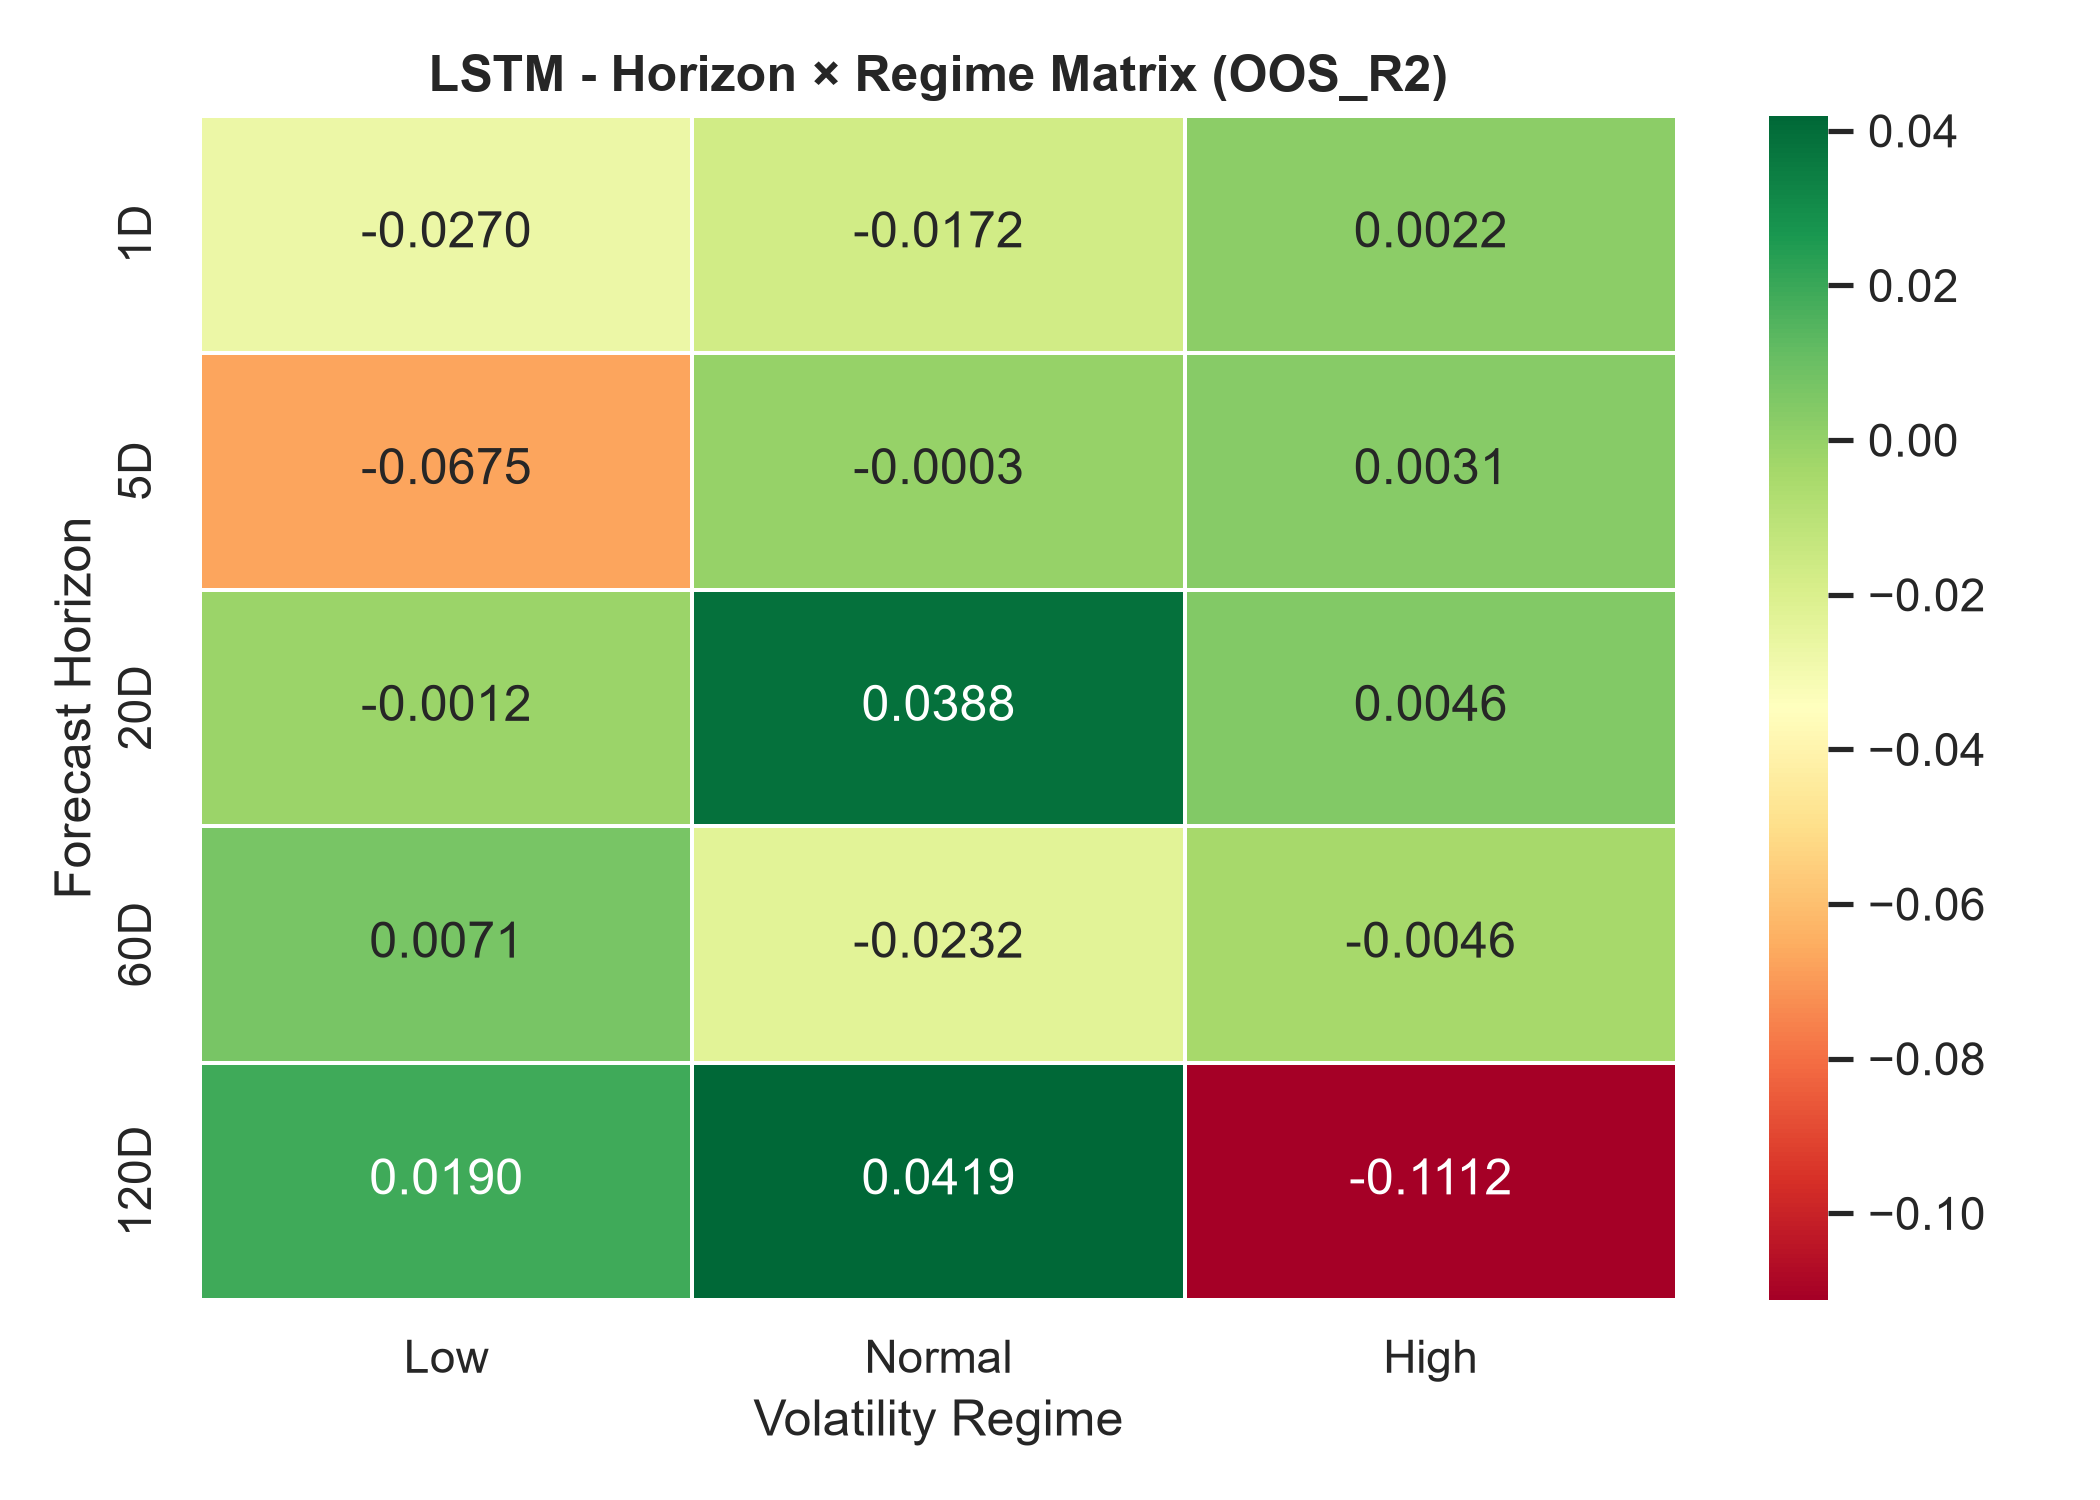 LSTM - Horizon × Regime Matrix (OOS_R2)
Forecast Horizon
1D -0.0270 -0.0172 0.0022
5D -0.0675 -0.0003 0.0031
20D -0.0012 0.0388 0.0046
60D 0.0071 -0.0232 -0.0046
120D 0.0190 0.0419 -0.1112
Low Normal High
Volatility Regime
0.04
0.02
0.00
−0.02
−0.04
−0.06
−0.08
−0.10